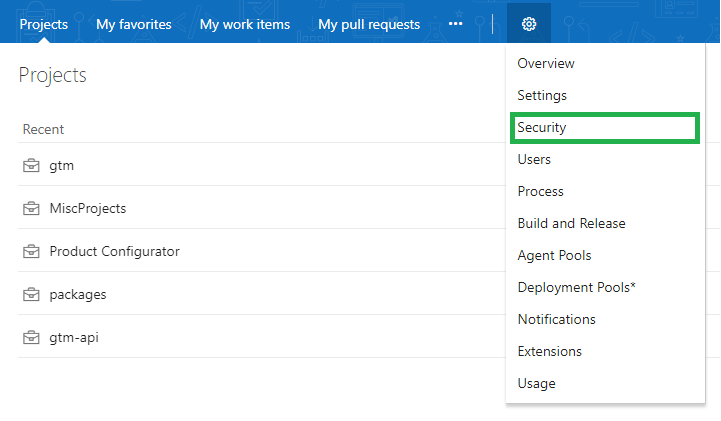 Projects My favorites My work items My pull requests ...
Projects
Recent
gtm
MiscProjects
Product Configurator
packages
gtm-api
Overview
Settings
Security
Users
Process
Build and Release
Agent Pools
Deployment Pools*
Notifications
Extensions
Usage